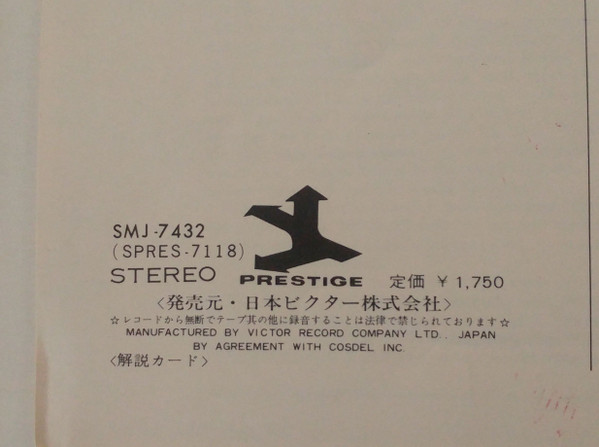 SMJ-7432
(SPRES-7118)
STEREO PRESTIGE 定価 ¥ 1,750
〈発売元・日本ビクター株式会社〉
☆レコードから無断でテープ其の他に録音することは法律で禁じられております☆
MANUFACTURED BY VICTOR RECORD COMPANY LTD., JAPAN
BY AGREEMENT WITH COSDEL INC.
〈解説カード〉